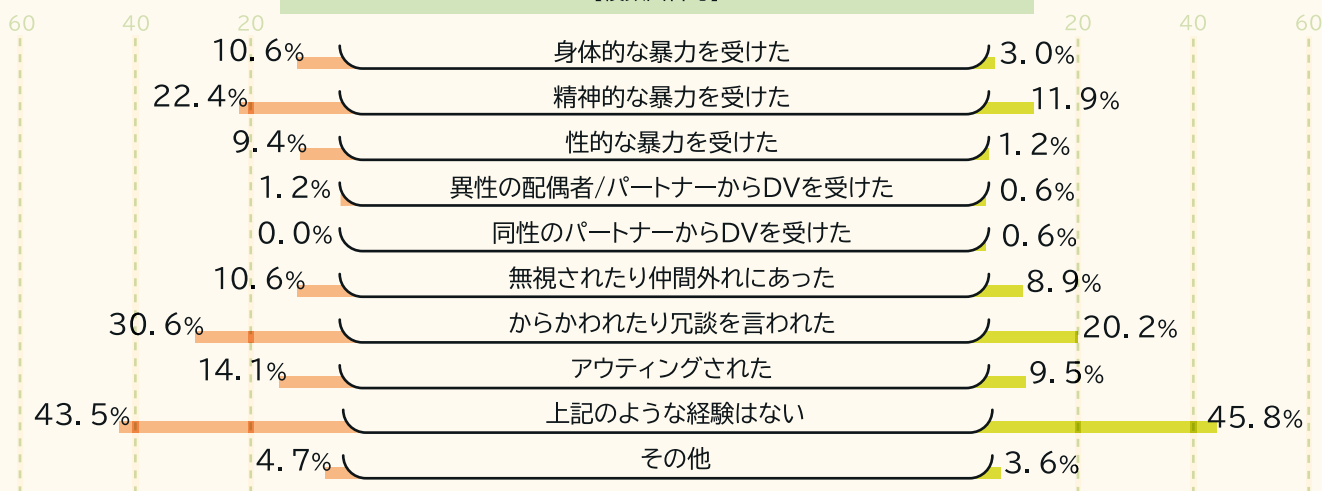 60 40 20 20 40 60
10.6% 身体的な暴力を受けた 3.0%
22.4% 精神的な暴力を受けた 11.9%
9.4% 性的な暴力を受けた 1.2%
1.2% 異性の配偶者/パートナーからDVを受けた 0.6%
0.0% 同性のパートナーからDVを受けた 0.6%
10.6% 無視されたり仲間外れにあった 8.9%
30.6% からかわれたり冗談を言われた 20.2%
14.1% アウティングされた 9.5%
43.5% 上記のような経験はない 45.8%
4.7% その他 3.6%